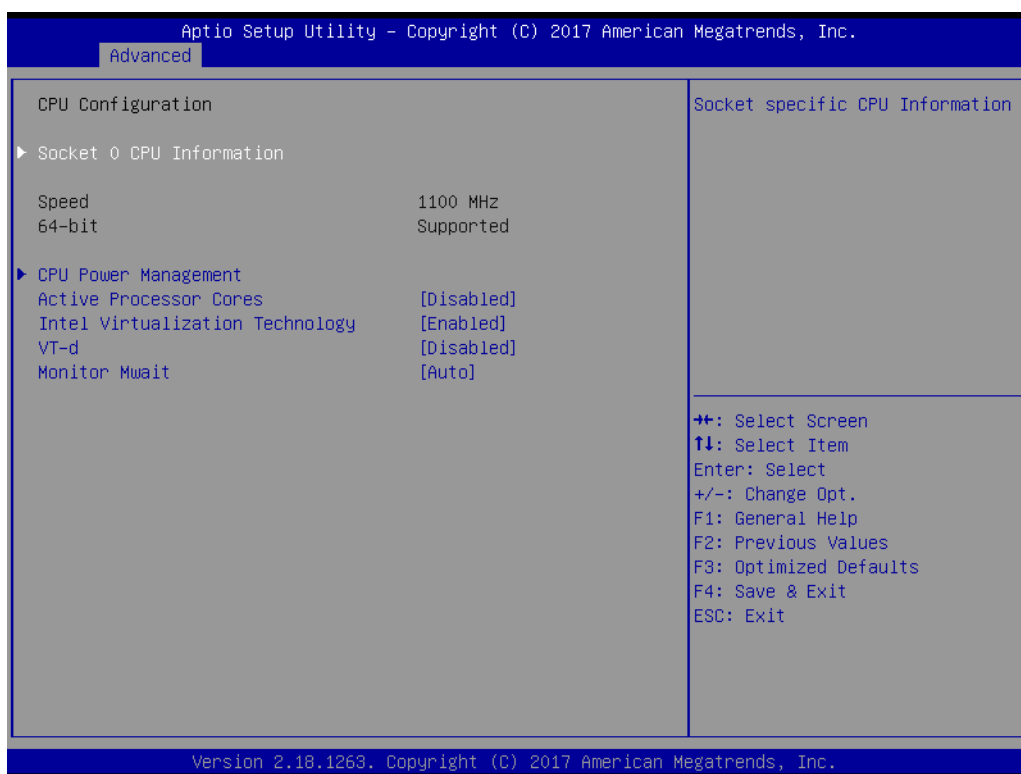 Aptio Setup Utility – Copyright (C) 2017 American Megatrends, Inc.
Advanced
CPU Configuration
Socket specific CPU Information
Socket 0 CPU Information
Speed 1100 MHz
64-bit Supported
CPU Power Management
Active Processor Cores [Disabled]
Intel Virtualization Technology [Enabled]
VT-d [Disabled]
Monitor Mwait [Auto]
→←: Select Screen
↑↓: Select Item
Enter: Select
+/-: Change Opt.
F1: General Help
F2: Previous Values
F3: Optimized Defaults
F4: Save & Exit
ESC: Exit
Version 2.18.1263. Copyright (C) 2017 American Megatrends, Inc.